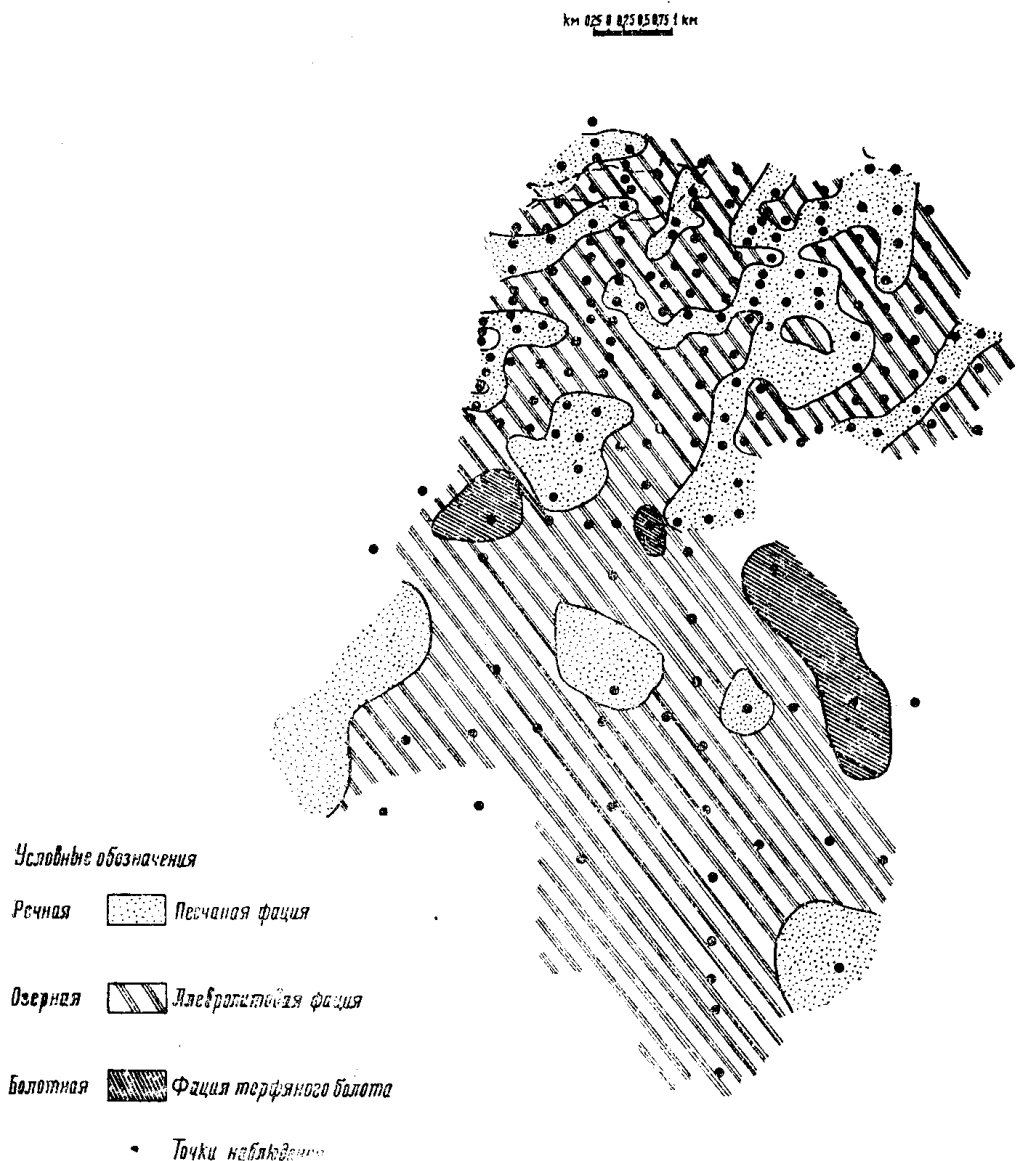 км 0,25 0 0,25 0,5 0,75 1 км
Условные обозначения
Речная Песчаная фация
Озерная Алевролитовая фация
Болотная Фация торфяного болота
Точки